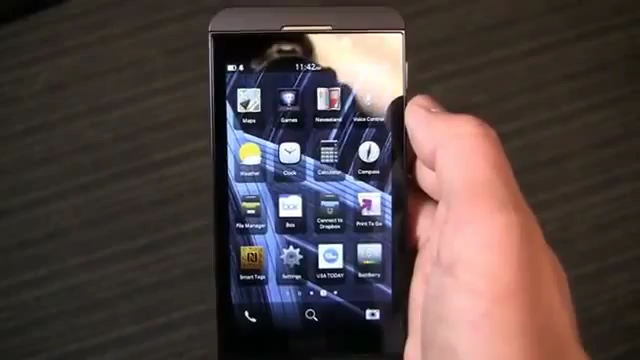 11:42
Maps
Games
Newsstand
Voice Control
Weather
Clock
Calculator
Compass
File Manager
Box
Connect to
Dropbox
Print To Go
box
Smart Tags
Settings
USA TODAY